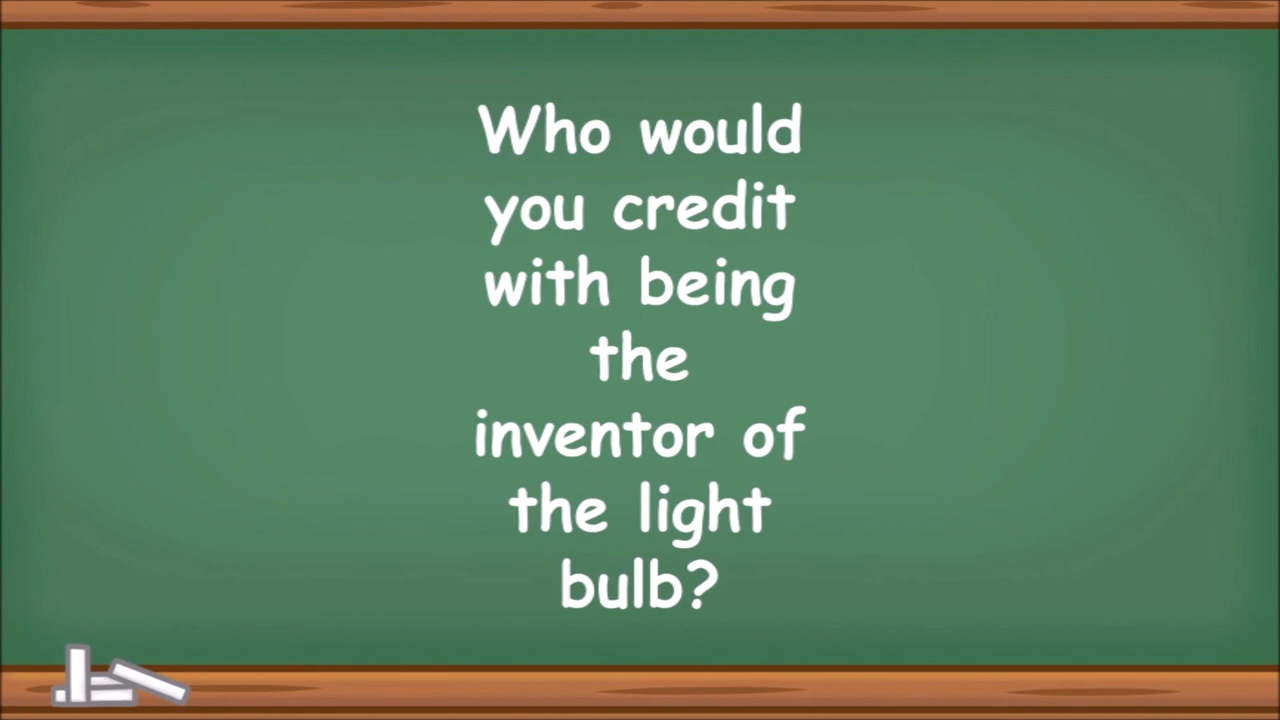 Who would
you credit
with being
the
inventor of
the light
bulb?